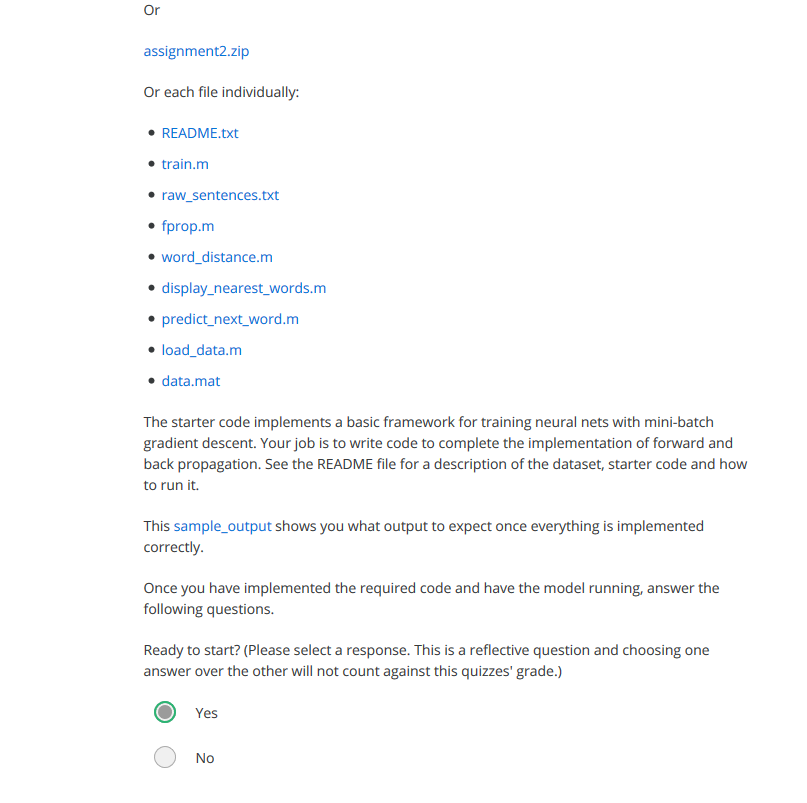 Or
assignment2.zip
Or each file individually:
• README.txt
• train.m
• raw_sentences.txt
• fprop.m
• word_distance.m
• display_nearest_words.m
• predict_next_word.m
• load_data.m
• data.mat
The starter code implements a basic framework for training neural nets with mini-batch
gradient descent. Your job is to write code to complete the implementation of forward and
back propagation. See the README file for a description of the dataset, starter code and how
to run it.
This sample_output shows you what output to expect once everything is implemented
correctly.
Once you have implemented the required code and have the model running, answer the
following questions.
Ready to start? (Please select a response. This is a reflective question and choosing one
answer over the other will not count against this quizzes' grade.)
Yes
No